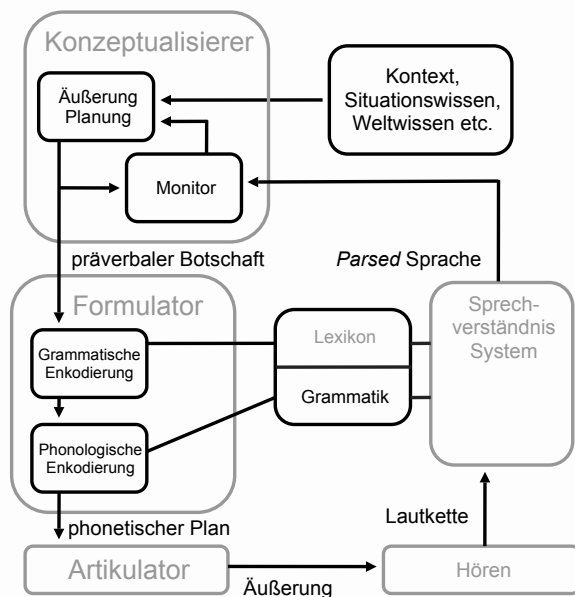 Konzeptualisierer
Äußerung
Planung
Kontext,
Situationswissen,
Weltwissen etc.
Monitor
präverbaler Botschaft
Parsed Sprache
Formulator
Sprech-
verständnis
System
Grammatische
Enkodierung
Lexikon
Grammatik
Phonologische
Enkodierung
phonetischer Plan
Lautkette
Artikulator
Äußerung
Hören